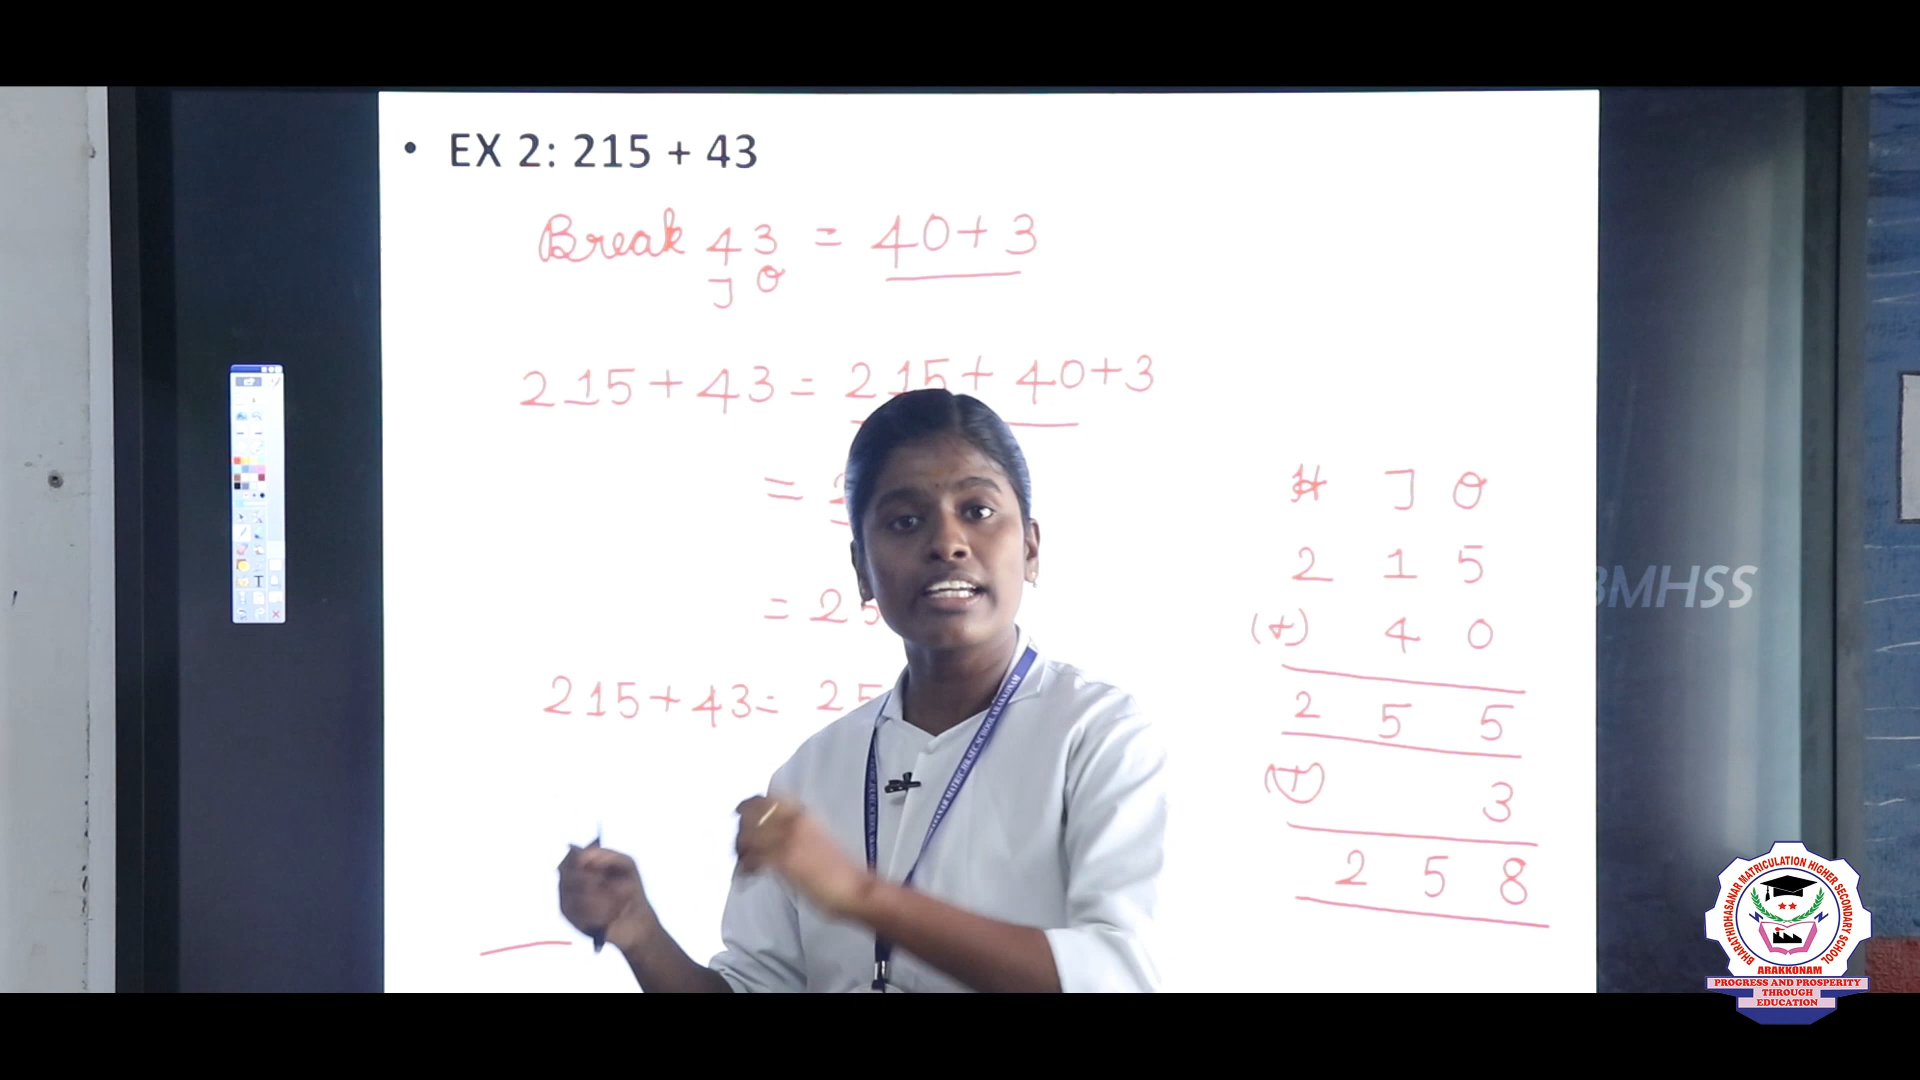 • EX 2: 215 + 43
Break 43 = 40+3
T O
215+43 = 215+ 40+3
=
= 25
215+43= 25
H T O
2 1 5
(+) 4 0
2 5 5
(+) 3
2 5 8
BMHSS
BHARATHIDHASANAR MATRICULATION HIGHER SECONDARY SCHOOL
ARAKKONAM
PROGRESS AND PROSPERITY
THROUGH
EDUCATION